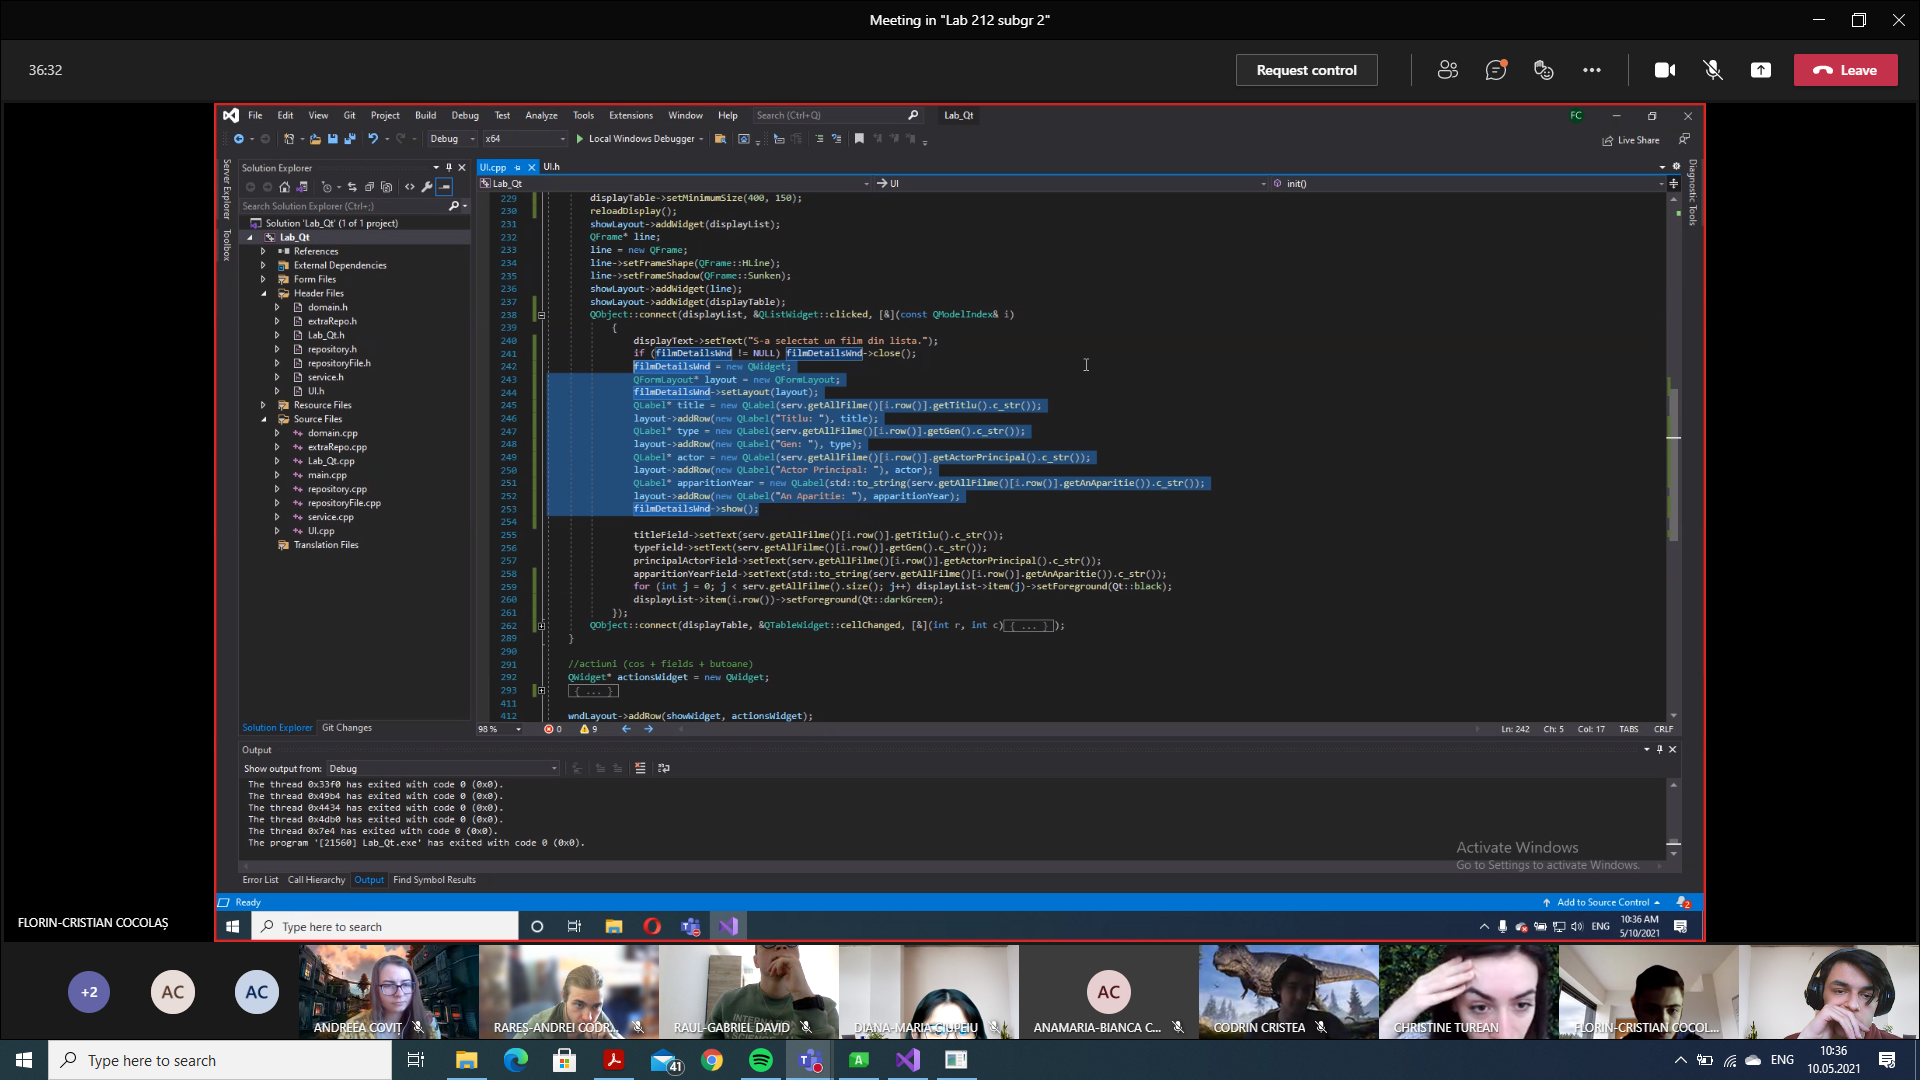 Meeting in "Lab 212 subgr 2"
36:32
Request control
Leave
File Edit View Git Project Build Debug Test Analyze Tools Extensions Window Help Search (Ctrl+Q) Lab_Qt FC
Debug x64 Local Windows Debugger Live Share
Server Explorer
Toolbox
Solution Explorer
Search Solution Explorer (Ctrl+;)
Solution 'Lab_Qt' (1 of 1 project)
Lab_Qt
References
External Dependencies
Form Files
Header Files
domain.h
extraRepo.h
Lab_Qt.h
repository.h
repositoryFile.h
service.h
UI.h
Resource Files
Source Files
domain.cpp
extraRepo.cpp
Lab_Qt.cpp
main.cpp
repository.cpp
repositoryFile.cpp
service.cpp
UI.cpp
Translation Files
Solution Explorer Git Changes
UI.cpp UI.h
Lab_Qt UI init()
Diagnostic Tools
229 displayTable->setMinimumSize(400, 150);
230 reloadDisplay();
231 showLayout->addWidget(displayList);
232 QFrame* line;
233 line = new QFrame;
234 line->setFrameShape(QFrame::HLine);
235 line->setFrameShadow(QFrame::Sunken);
236 showLayout->addWidget(line);
237 showLayout->addWidget(displayTable);
238 QObject::connect(displayList, &QListWidget::clicked, [&](const QModelIndex& i)
239 {
240 displayText->setText("S-a selectat un film din lista.");
241 if (filmDetailsWnd != NULL) filmDetailsWnd->close();
242 filmDetailsWnd = new QWidget;
243 QFormLayout* layout = new QFormLayout;
244 filmDetailsWnd->setLayout(layout);
245 QLabel* title = new QLabel(serv.getAllFilme()[i.row()].getTitlu().c_str());
246 layout->addRow(new QLabel("Titlu: "), title);
247 QLabel* type = new QLabel(serv.getAllFilme()[i.row()].getGen().c_str());
248 layout->addRow(new QLabel("Gen: "), type);
249 QLabel* actor = new QLabel(serv.getAllFilme()[i.row()].getActorPrincipal().c_str());
250 layout->addRow(new QLabel("Actor Principal: "), actor);
251 QLabel* apparitionYear = new QLabel(std::to_string(serv.getAllFilme()[i.row()].getAnAparitie()).c_str());
252 layout->addRow(new QLabel("An Aparitie: "), apparitionYear);
253 filmDetailsWnd->show();
254
255 titleField->setText(serv.getAllFilme()[i.row()].getTitlu().c_str());
256 typeField->setText(serv.getAllFilme()[i.row()].getGen().c_str());
257 principalActorField->setText(serv.getAllFilme()[i.row()].getActorPrincipal().c_str());
258 apparitionYearField->setText(std::to_string(serv.getAllFilme()[i.row()].getAnAparitie()).c_str());
259 for (int j = 0; j < serv.getAllFilme().size(); j++) displayList->item(j)->setForeground(Qt::black);
260 displayList->item(i.row())->setForeground(Qt::darkGreen);
261 });
262 QObject::connect(displayTable, &QTableWidget::cellChanged, [&](int r, int c){ ... });
289 }
290
291 //actiuni (cos + fields + butoane)
292 QWidget* actionsWidget = new QWidget;
293 { ... }
411
412 wndLayout->addRow(showWidget, actionsWidget);
98 % 0 9 Ln: 242 Ch: 5 Col: 17 TABS CRLF
Output
Show output from: Debug
The thread 0x33f0 has exited with code 0 (0x0).
The thread 0x49b4 has exited with code 0 (0x0).
The thread 0x4434 has exited with code 0 (0x0).
The thread 0x4db0 has exited with code 0 (0x0).
The thread 0x7e4 has exited with code 0 (0x0).
The program '[21560] Lab_Qt.exe' has exited with code 0 (0x0).
Activate Windows
Go to Settings to activate Windows.
Error List Call Hierarchy Output Find Symbol Results
Ready Add to Source Control 2
FLORIN-CRISTIAN COCOLAȘ
Type here to search ENG 10:36 AM
5/10/2021
+2 AC AC AC
ANDREEA COVIȚ RAREȘ-ANDREI CODR... RAUL-GABRIEL DAVID DIANA-MARIA CIUPEIU ANAMARIA-BIANCA C... CODRIN CRISTEA CHRISTINE TUREAN FLORIN-CRISTIAN COCOL...
Type here to search 41 ENG 10:36
10.05.2021